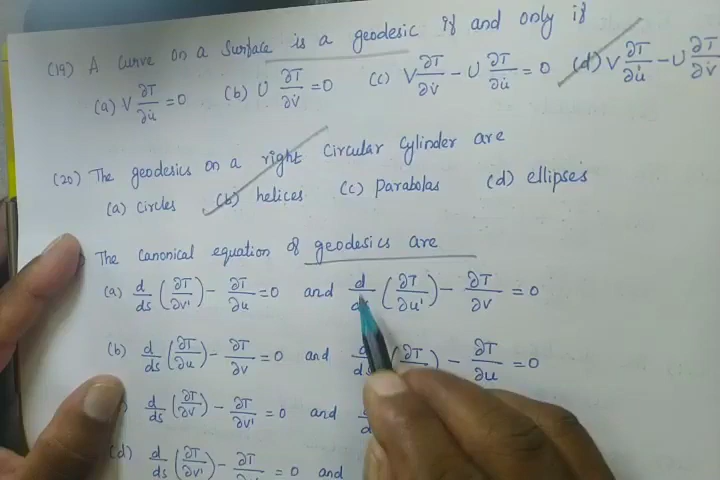 (19) A curve on a surface is a geodesic if and only if
(a) V ∂T/∂u̇ = 0 (b) U ∂T/∂v̇ = 0 (c) V ∂T/∂v̇ − U ∂T/∂u̇ = 0 (d) V ∂T/∂u̇ − U ∂T/∂v̇
(20) The geodesics on a right circular cylinder are
(a) circles (b) helices (c) Parabolas (d) ellipses
The canonical equation of geodesics are
(a) d/ds (∂T/∂v') − ∂T/∂u = 0 and d/ds (∂T/∂u') − ∂T/∂v = 0
(b) d/ds (∂T/∂u) − ∂T/∂v = 0 and d/ds (∂T/ ) − ∂T/∂u = 0
d/ds (∂T/∂v) − ∂T/∂v' = 0 and
(d) d/ds (∂T/∂v') − ∂T/ = 0 and